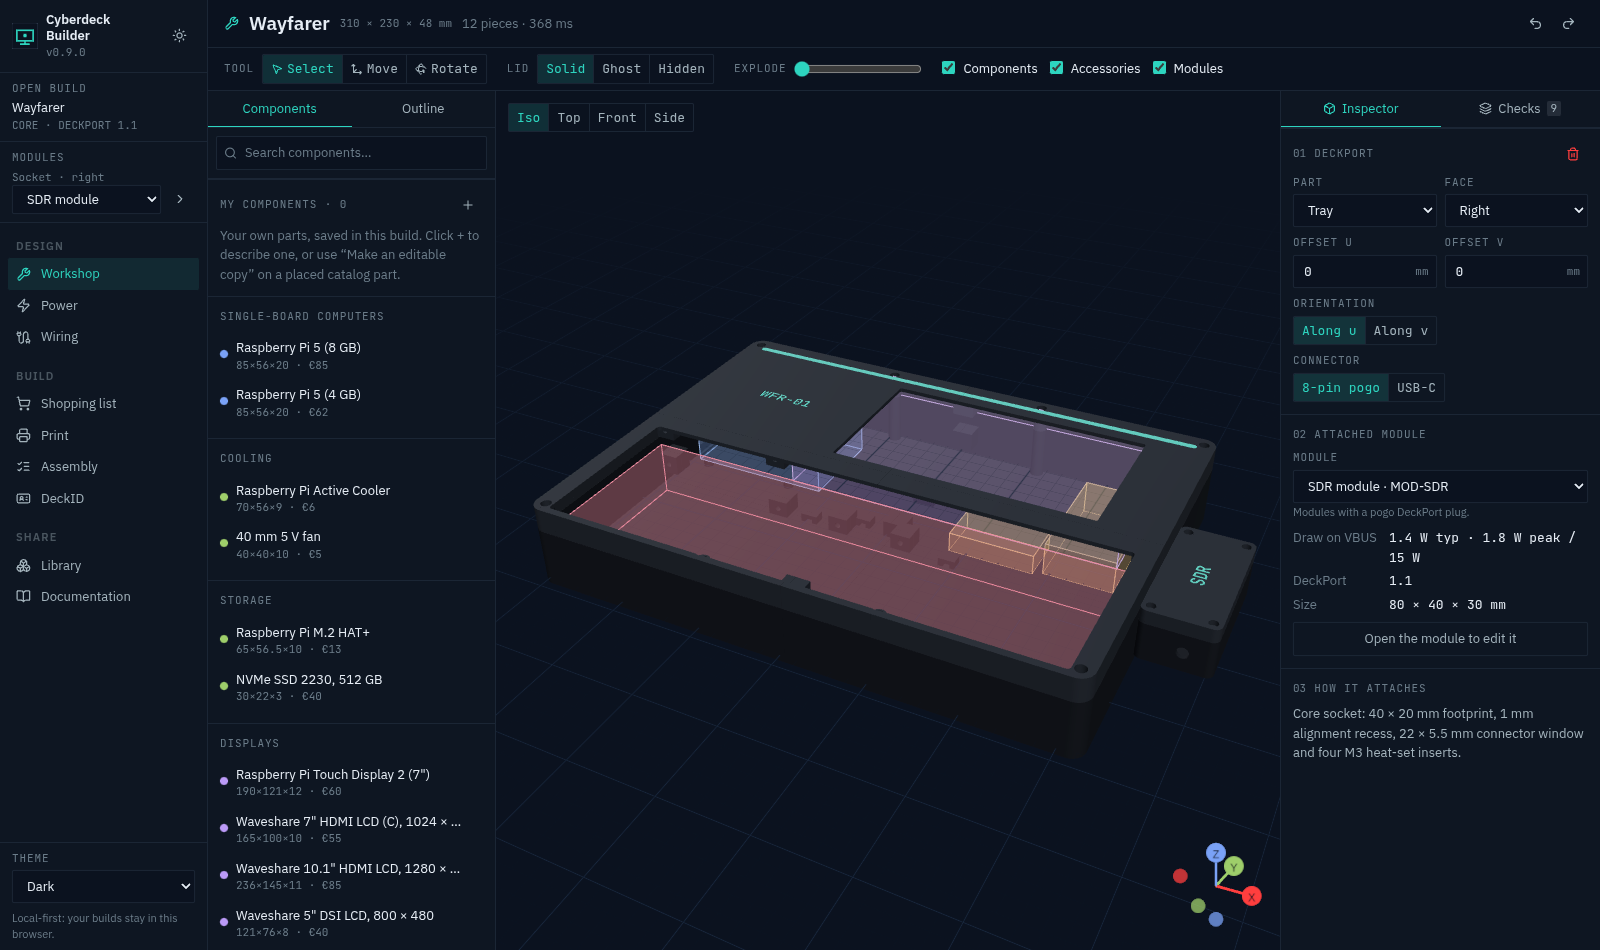 Cyberdeck
Builder
v0.9.0
OPEN BUILD
Wayfarer
CORE · DECKPORT 1.1
MODULES
Socket · right
SDR module
DESIGN
Workshop
Power
Wiring
BUILD
Shopping list
Print
Assembly
DeckID
SHARE
Library
Documentation
THEME
Dark
Local-first: your builds stay in this
browser.
Wayfarer 310 × 230 × 48 mm 12 pieces · 368 ms
TOOL Select Move Rotate LID Solid Ghost Hidden EXPLODE Components Accessories Modules
Components Outline
Search components...
MY COMPONENTS · 0
Your own parts, saved in this build. Click + to
describe one, or use “Make an editable
copy” on a placed catalog part.
SINGLE-BOARD COMPUTERS
Raspberry Pi 5 (8 GB)
85×56×20 · €85
Raspberry Pi 5 (4 GB)
85×56×20 · €62
COOLING
Raspberry Pi Active Cooler
70×56×9 · €6
40 mm 5 V fan
40×40×10 · €5
STORAGE
Raspberry Pi M.2 HAT+
65×56.5×10 · €13
NVMe SSD 2230, 512 GB
30×22×3 · €40
DISPLAYS
Raspberry Pi Touch Display 2 (7")
190×121×12 · €60
Waveshare 7" HDMI LCD (C), 1024 × ...
165×100×10 · €55
Waveshare 10.1" HDMI LCD, 1280 × ...
236×145×11 · €85
Waveshare 5" DSI LCD, 800 × 480
121×76×8 · €40
Iso Top Front Side
WFR-01
SDR
Z
Y
X
Inspector Checks 9
01 DECKPORT
PART FACE
Tray Right
OFFSET U OFFSET V
0 mm 0 mm
ORIENTATION
Along u Along v
CONNECTOR
8-pin pogo USB-C
02 ATTACHED MODULE
MODULE
SDR module · MOD-SDR
Modules with a pogo DeckPort plug.
Draw on VBUS 1.4 W typ · 1.8 W peak /
15 W
DeckPort 1.1
Size 80 × 40 × 30 mm
Open the module to edit it
03 HOW IT ATTACHES
Core socket: 40 × 20 mm footprint, 1 mm
alignment recess, 22 × 5.5 mm connector window
and four M3 heat-set inserts.